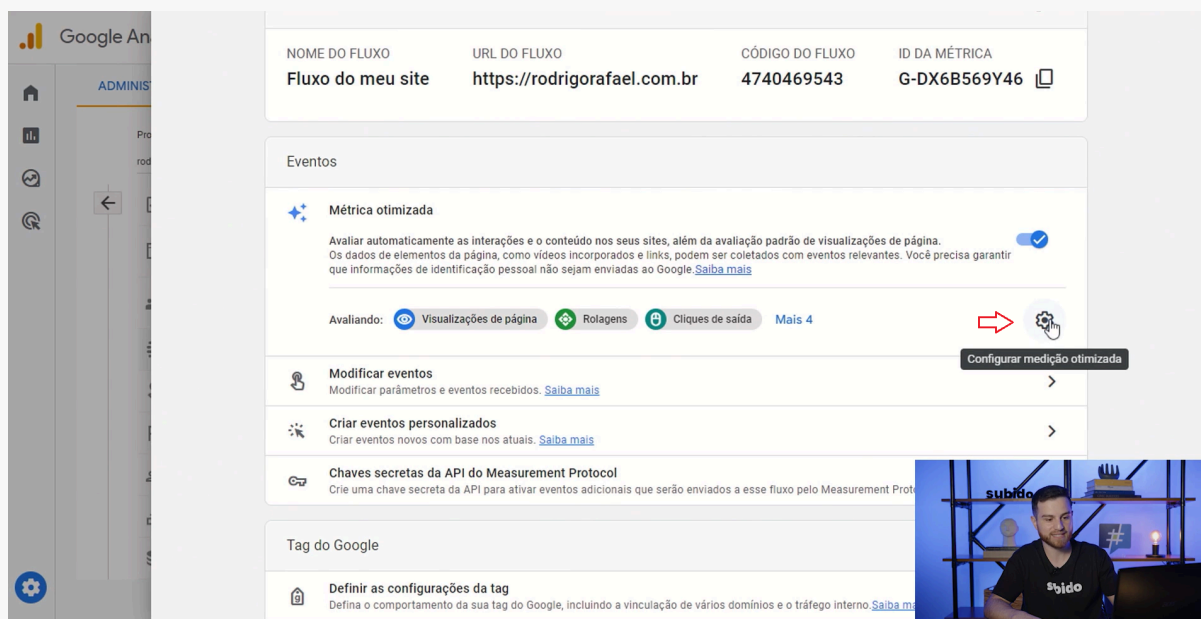 Google An
ADMINIS
Pro
rod
NOME DO FLUXO
Fluxo do meu site
URL DO FLUXO
https://rodrigorafael.com.br
CÓDIGO DO FLUXO
4740469543
ID DA MÉTRICA
G-DX6B569Y46
Eventos
Métrica otimizada
Avaliar automaticamente as interações e o conteúdo nos seus sites, além da avaliação padrão de visualizações de página.
Os dados de elementos da página, como vídeos incorporados e links, podem ser coletados com eventos relevantes. Você precisa garantir
que informações de identificação pessoal não sejam enviadas ao Google.Saiba mais
Avaliando: Visualizações de página Rolagens Cliques de saída Mais 4
Configurar medição otimizada
Modificar eventos
Modificar parâmetros e eventos recebidos. Saiba mais
Criar eventos personalizados
Criar eventos novos com base nos atuais. Saiba mais
Chaves secretas da API do Measurement Protocol
Crie uma chave secreta da API para ativar eventos adicionais que serão enviados a esse fluxo pelo Measurement Proto
Tag do Google
Definir as configurações da tag
Defina o comportamento da sua tag do Google, incluindo a vinculação de vários domínios e o tráfego interno.Saiba ma
subido
#
subido